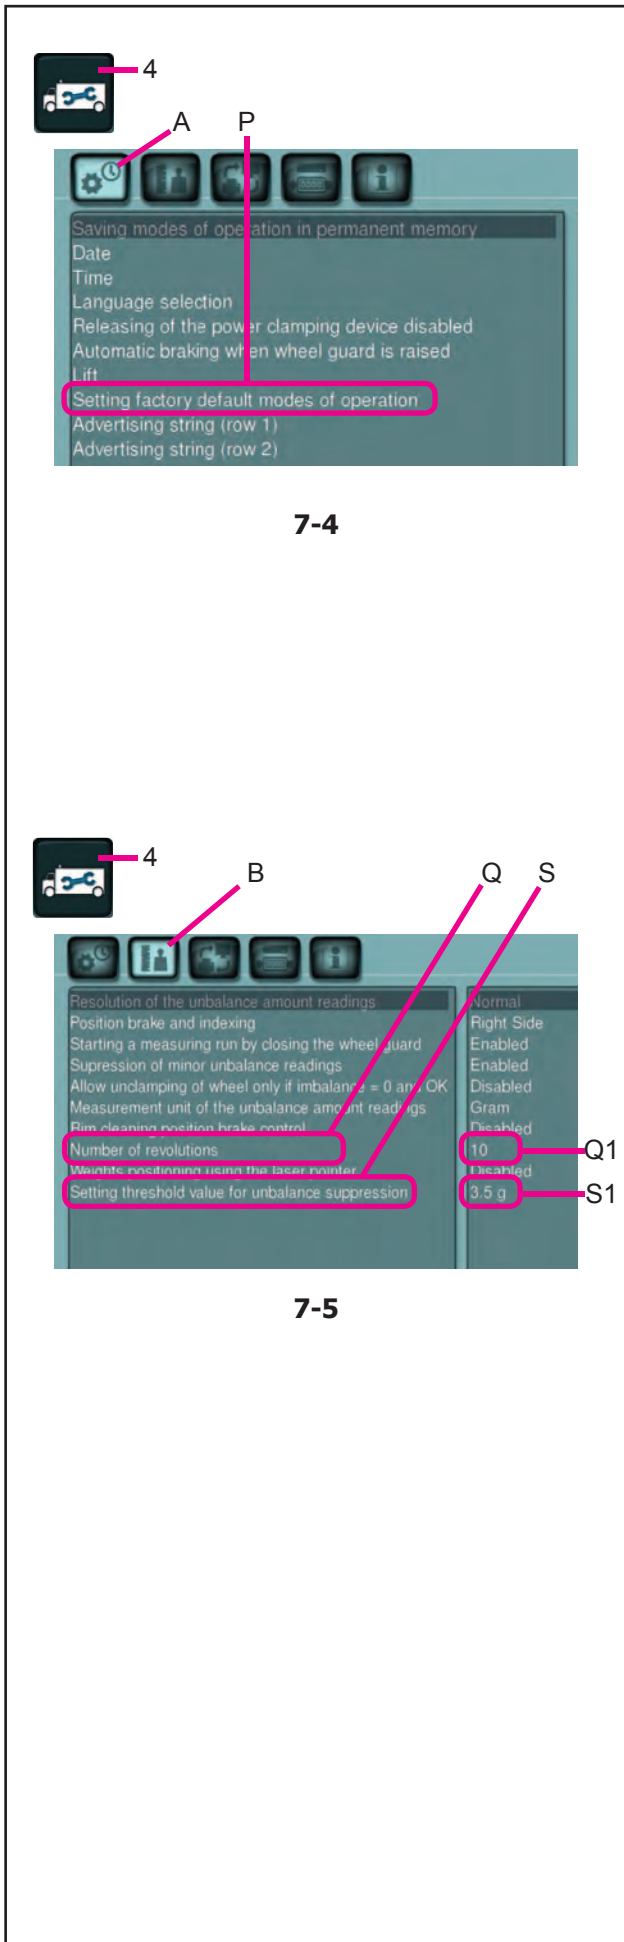 4
A P
Saving modes of operation in permanent memory
Date
Time
Language selection
Releasing of the power clamping device disabled
Automatic braking when wheel guard is raised
Lift
Setting factory default modes of operation
Advertising string (row 1)
Advertising string (row 2)
7-4
4
B Q S
Resolution of the unbalance amount readings Normal
Position brake and indexing Right Side
Starting a measuring run by closing the wheel guard Enabled
Supression of minor unbalance readings Enabled
Allow unclamping of wheel only if imbalance = 0 and OK Disabled
Measurement unit of the unbalance amount readings Gram
Rim cleaning position brake control Disabled
Number of revolutions 10 Q1
Weights positioning using the laser pointer Disabled
Setting threshold value for unbalance suppression 3.5 g S1
7-5